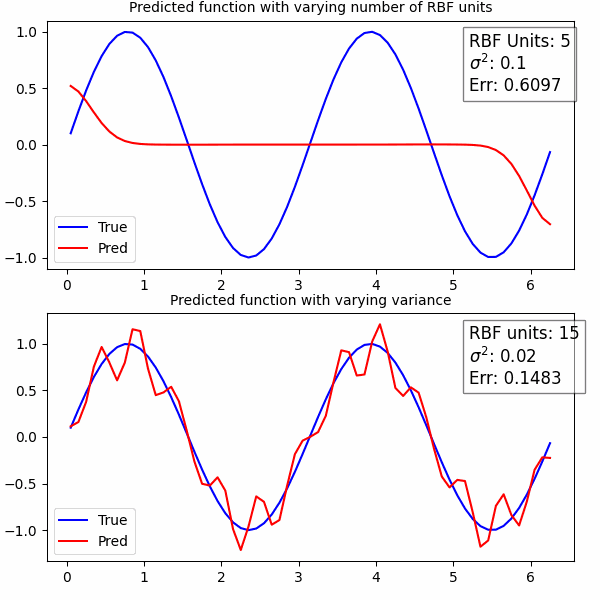 Predicted function with varying number of RBF units
1.0
0.5
0.0
−0.5
−1.0
RBF Units: 5
σ²: 0.1
Err: 0.6097
True
Pred
0 1 2 3 4 5 6
Predicted function with varying variance
1.0
0.5
0.0
−0.5
−1.0
RBF units: 15
σ²: 0.02
Err: 0.1483
True
Pred
0 1 2 3 4 5 6